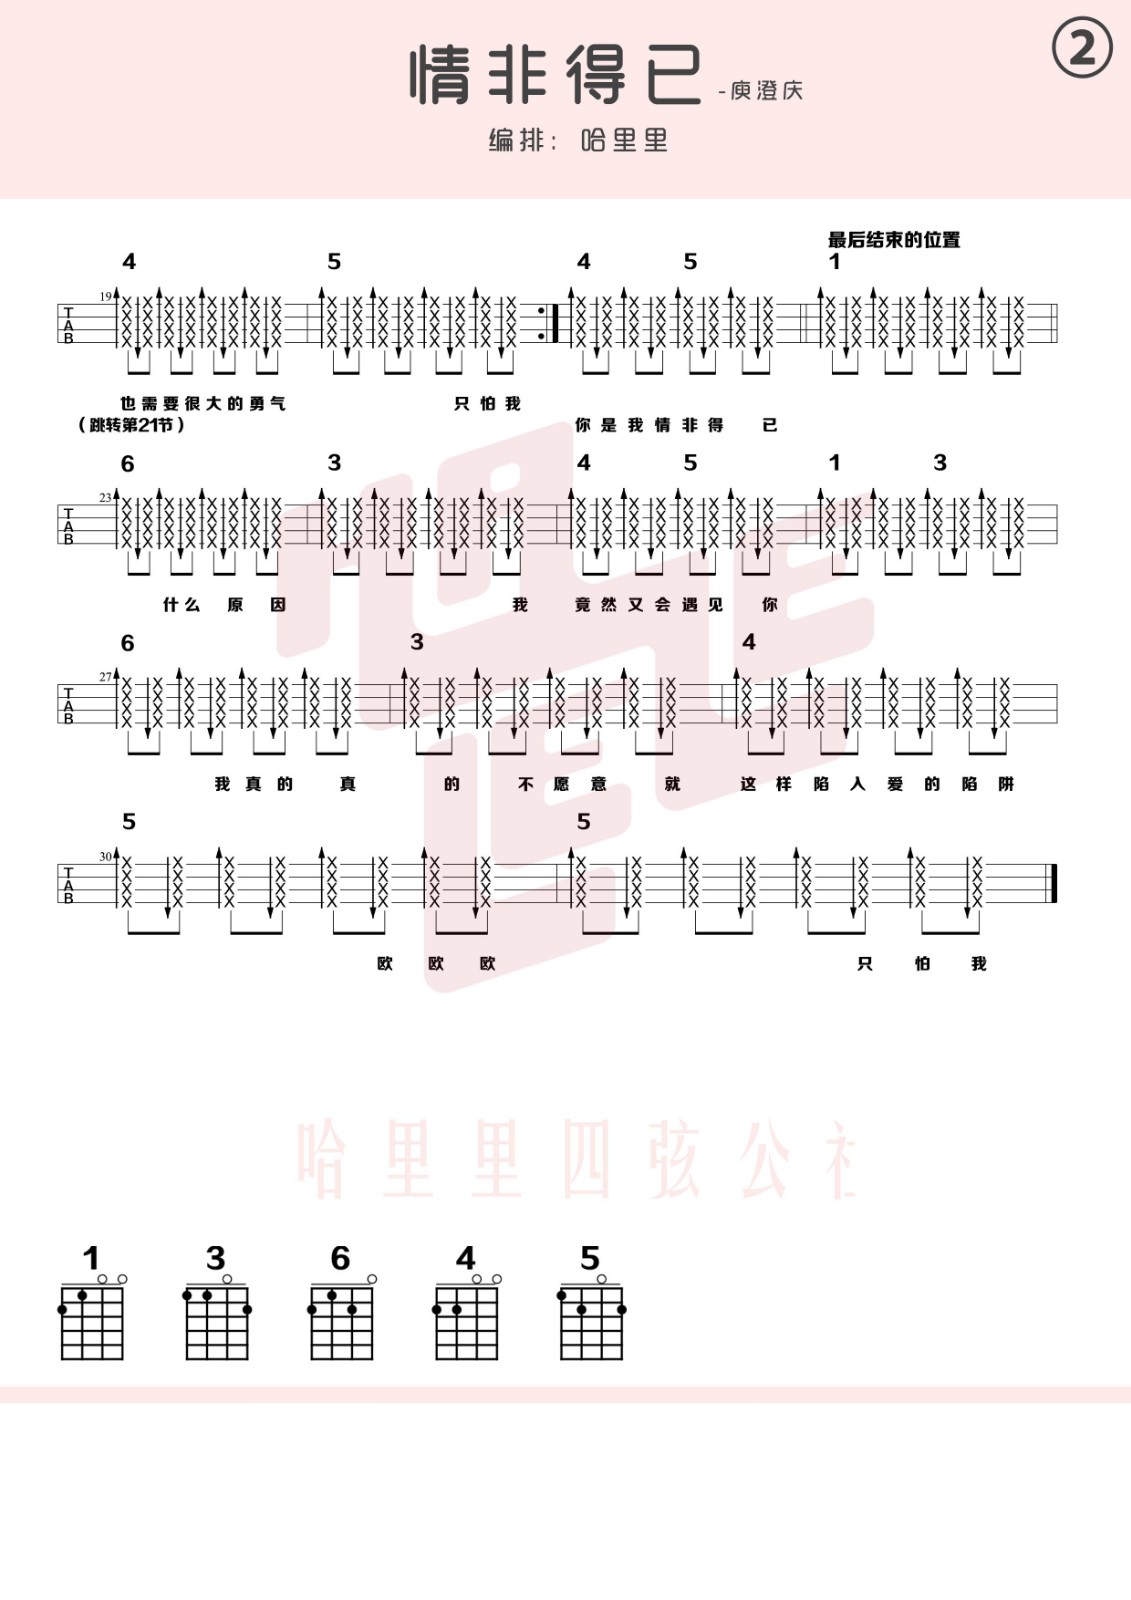 ②
情非得已 -庾澄庆
编排：哈里里
最后结束的位置
4 5 4 5 1
19
TAB
也需要很大的勇气 只怕我
（跳转第21节） 你是我情非得 已
6 3 4 5 1 3
23
TAB
什么 原 因 我 竟然又会遇见 你
6 3 4
27
TAB
我真的 真 的 不愿意 就 这样陷入爱的陷阱
5 5
30
TAB
欧 欧 欧 只 怕 我
HALELE
哈里里四弦公社
1 3 6 4 5